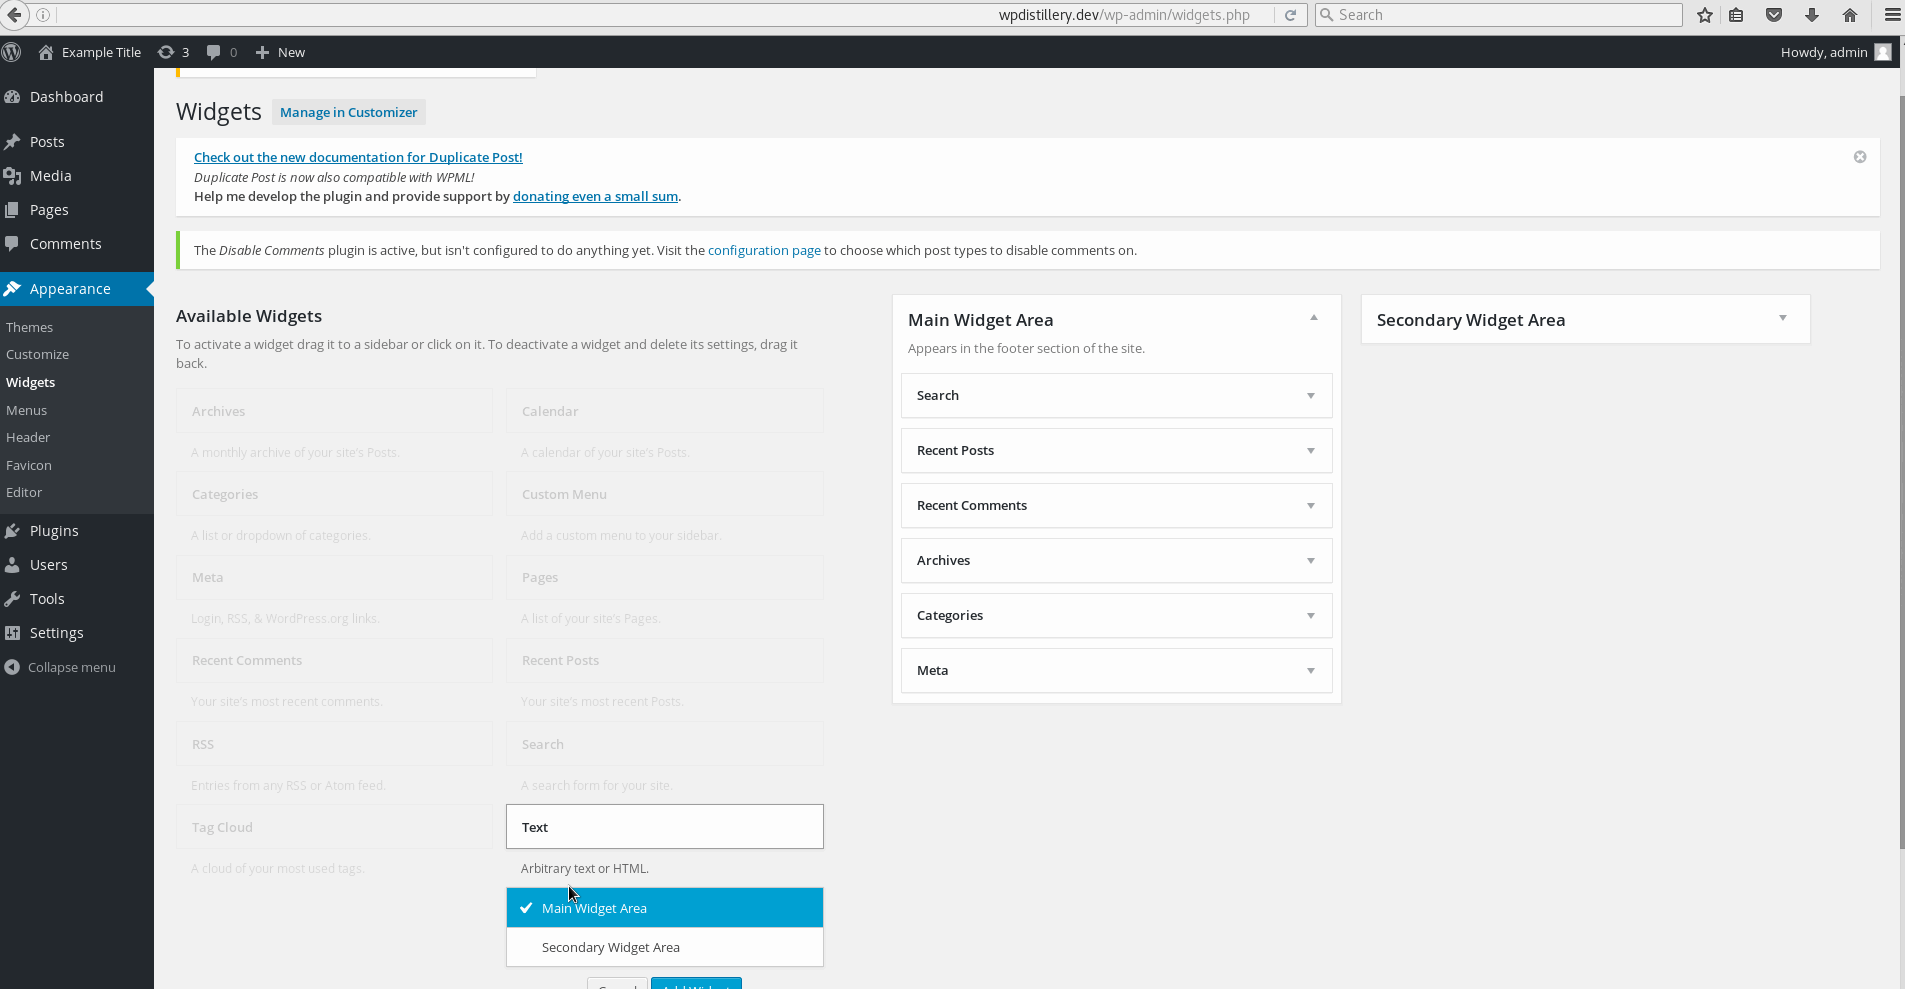 wpdistillery.dev/wp-admin/widgets.php
Search
Example Title
3
0
New
Howdy, admin
Dashboard
Posts
Media
Pages
Comments
Appearance
Themes
Customize
Widgets
Menus
Header
Favicon
Editor
Plugins
Users
Tools
Settings
Collapse menu
Widgets
Manage in Customizer
Check out the new documentation for Duplicate Post!
Duplicate Post is now also compatible with WPML!
Help me develop the plugin and provide support by donating even a small sum.
The Disable Comments plugin is active, but isn't configured to do anything yet. Visit the configuration page to choose which post types to disable comments on.
Available Widgets
To activate a widget drag it to a sidebar or click on it. To deactivate a widget and delete its settings, drag it
back.
Archives
A monthly archive of your site's Posts.
Calendar
A calendar of your site's Posts.
Categories
A list or dropdown of categories.
Custom Menu
Add a custom menu to your sidebar.
Meta
Login, RSS, & WordPress.org links.
Pages
A list of your site's Pages.
Recent Comments
Your site's most recent comments.
Recent Posts
Your site's most recent Posts.
RSS
Entries from any RSS or Atom feed.
Search
A search form for your site.
Tag Cloud
A cloud of your most used tags.
Text
Arbitrary text or HTML.
Main Widget Area
Secondary Widget Area
Main Widget Area
Appears in the footer section of the site.
Search
Recent Posts
Recent Comments
Archives
Categories
Meta
Secondary Widget Area